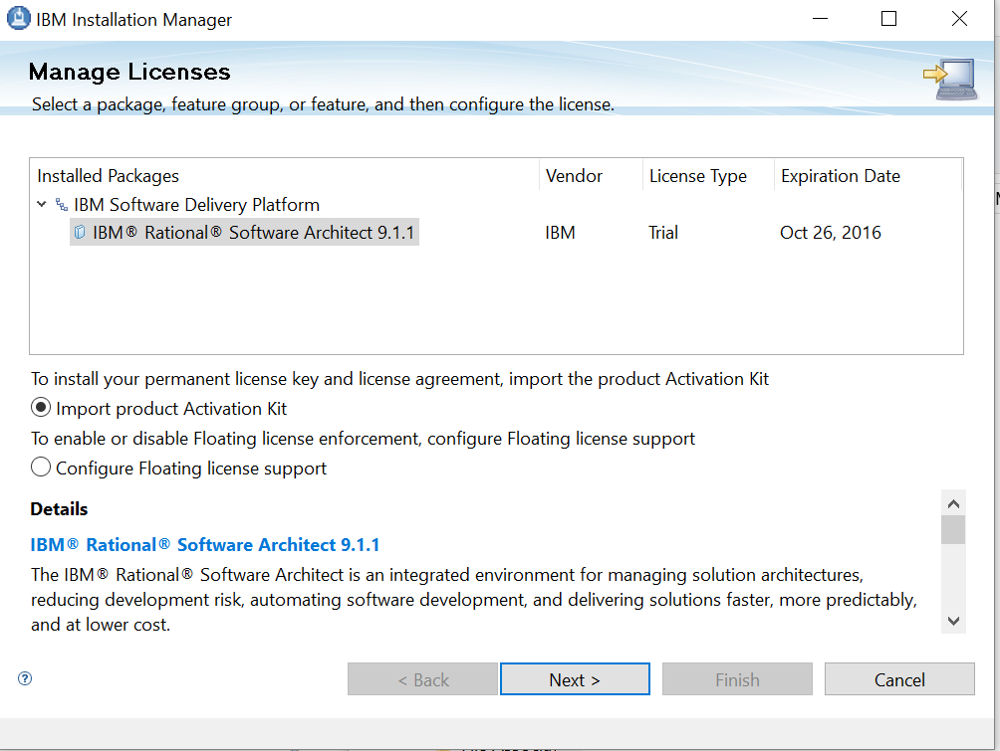 IBM Installation Manager
Manage Licenses
Select a package, feature group, or feature, and then configure the license.
Installed Packages Vendor License Type Expiration Date
IBM Software Delivery Platform
IBM® Rational® Software Architect 9.1.1 IBM Trial Oct 26, 2016
To install your permanent license key and license agreement, import the product Activation Kit
Import product Activation Kit
To enable or disable Floating license enforcement, configure Floating license support
Configure Floating license support
Details
IBM® Rational® Software Architect 9.1.1
The IBM® Rational® Software Architect is an integrated environment for managing solution architectures,
reducing development risk, automating software development, and delivering solutions faster, more predictably,
and at lower cost.
? < Back Next > Finish Cancel